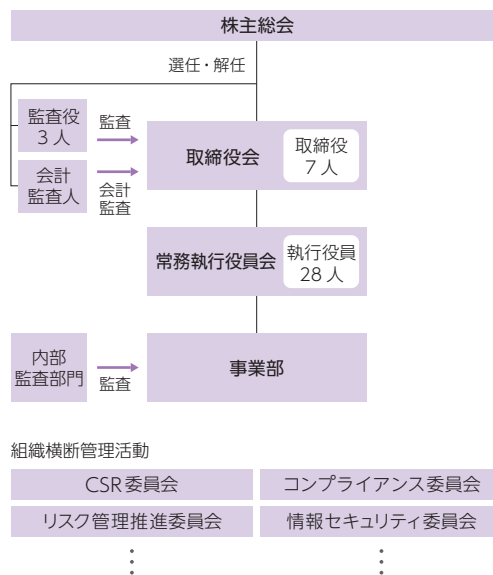 株主総会
選任・解任
監査役
3 人
監査
会計
監査人
会計
監査
取締役会
取締役
7 人
常務執行役員会
執行役員
28 人
内部
監査部門
監査
事業部
組織横断管理活動
CSR委員会
コンプライアンス委員会
リスク管理推進委員会
情報セキュリティ委員会